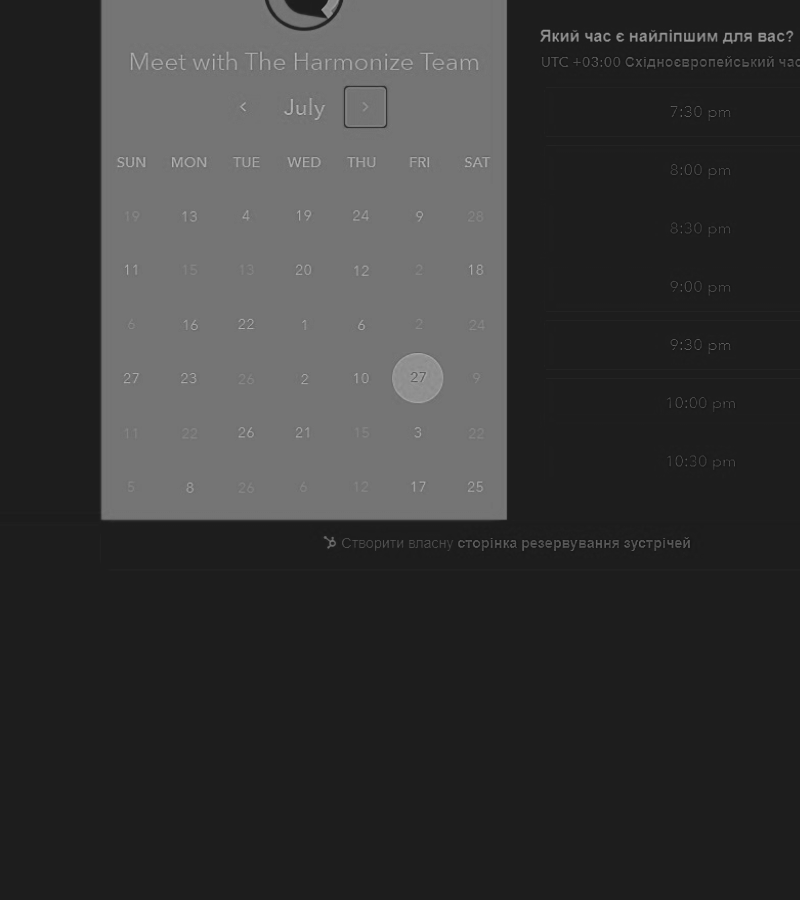 Meet with The Harmonize Team
July
SUN MON TUE WED THU FRI SAT
19 13 4 19 24 9 28
11 15 13 20 12 2 18
6 16 22 1 6 2 24
27 23 26 2 10 27 9
11 22 26 21 15 3 22
5 8 26 6 12 17 25
Який час є найліпшим для вас?
UTC +03:00 Східноєвропейський час
7:30 pm
8:00 pm
8:30 pm
9:00 pm
9:30 pm
10:00 pm
10:30 pm
Створити власну сторінка резервування зустрічей